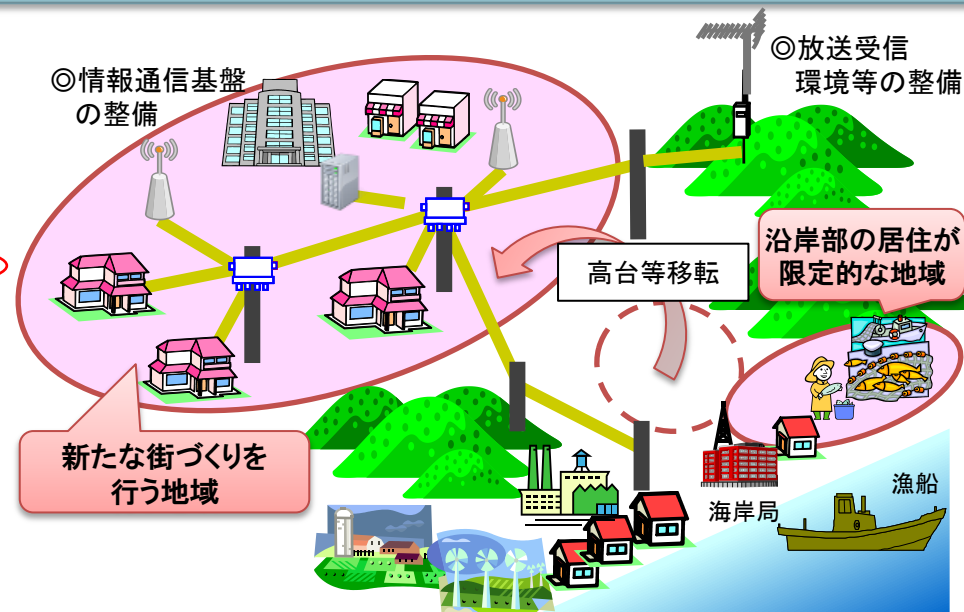 ◎情報通信基盤
の整備
◎放送受信
環境等の整備
高台等移転
沿岸部の居住が
限定的な地域
新たな街づくりを
行う地域
海岸局
漁船